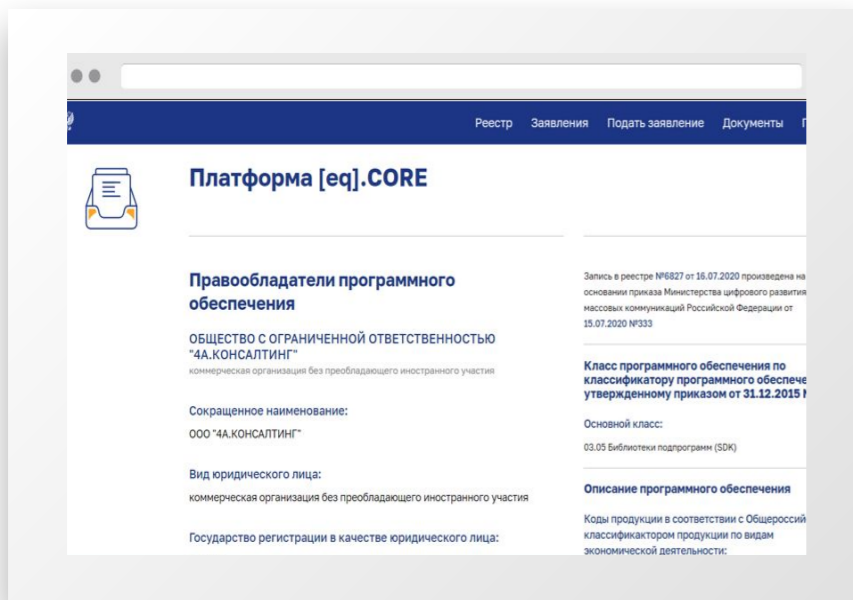 Реестр Заявления Подать заявление Документы
Платформа [eq].CORE
Правообладатели программного
обеспечения
ОБЩЕСТВО С ОГРАНИЧЕННОЙ ОТВЕТСТВЕННОСТЬЮ
"4А.КОНСАЛТИНГ"
коммерческая организация без преобладающего иностранного участия
Сокращенное наименование:
ООО "4А.КОНСАЛТИНГ"
Вид юридического лица:
коммерческая организация без преобладающего иностранного участия
Государство регистрации в качестве юридического лица:
Запись в реестре №6827 от 16.07.2020 произведена на
основании приказа Министерства цифрового развития
массовых коммуникаций Российской Федерации от
15.07.2020 №333
Класс программного обеспечения по
классификатору программного обеспече
утвержденному приказом от 31.12.2015
Основной класс:
03.05 Библиотеки подпрограмм (SDK)
Описание программного обеспечения
Коды продукции в соответствии с Общероссий
классификактором продукции по видам
экономической деятельности: